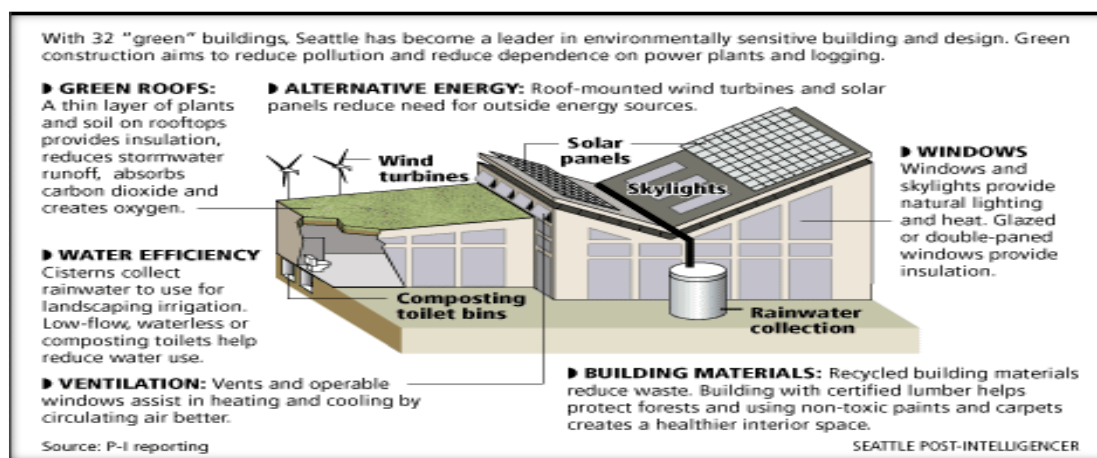 With 32 "green" buildings, Seattle has become a leader in environmentally sensitive building and design. Green
construction aims to reduce pollution and reduce dependence on power plants and logging.
GREEN ROOFS:
A thin layer of plants
and soil on rooftops
provides insulation,
reduces stormwater
runoff, absorbs
carbon dioxide and
creates oxygen.
ALTERNATIVE ENERGY: Roof-mounted wind turbines and solar
panels reduce need for outside energy sources.
Wind
turbines
Solar
panels
Skylights
WINDOWS
Windows and
skylights provide
natural lighting
and heat. Glazed
or double-paned
windows provide
insulation.
WATER EFFICIENCY
Cisterns collect
rainwater to use for
landscaping irrigation.
Low-flow, waterless or
composting toilets help
reduce water use.
Composting
toilet bins
Rainwater
collection
VENTILATION: Vents and operable
windows assist in heating and cooling by
circulating air better.
BUILDING MATERIALS: Recycled building materials
reduce waste. Building with certified lumber helps
protect forests and using non-toxic paints and carpets
creates a healthier interior space.
Source: P-I reporting
SEATTLE POST-INTELLIGENCER